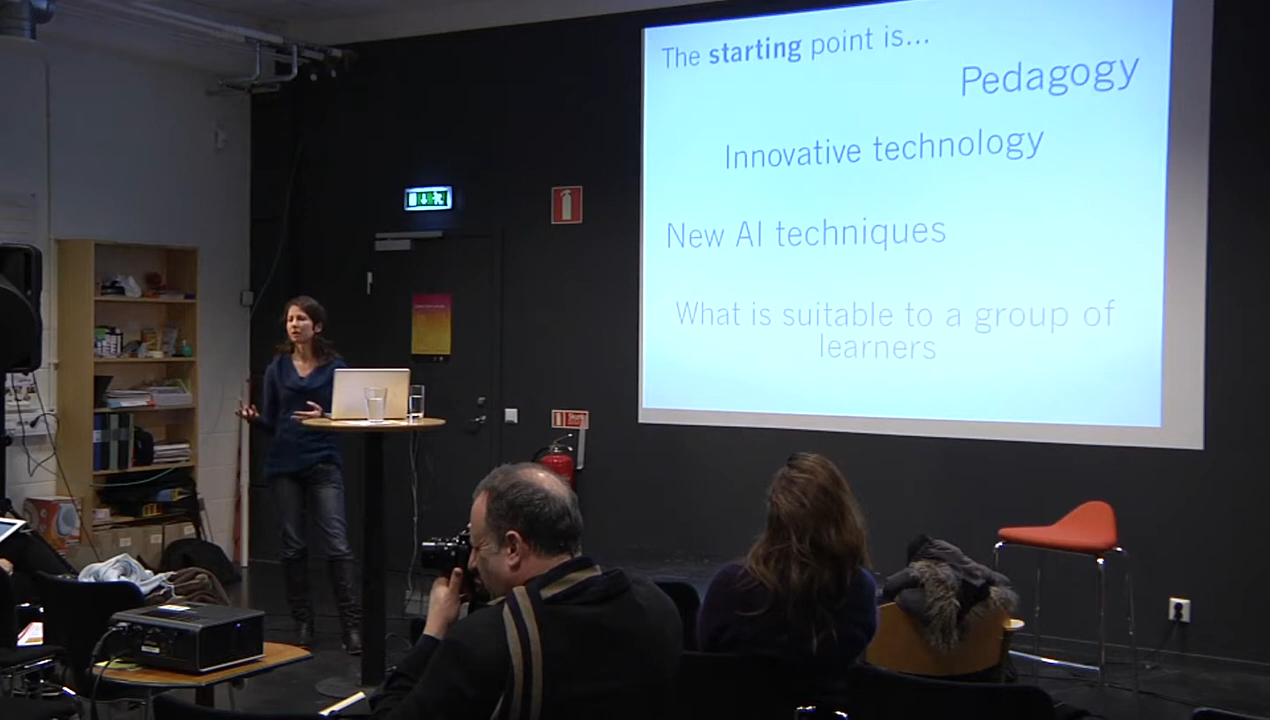 The starting point is...
Pedagogy
Innovative technology
New AI techniques
What is suitable to a group of
learners